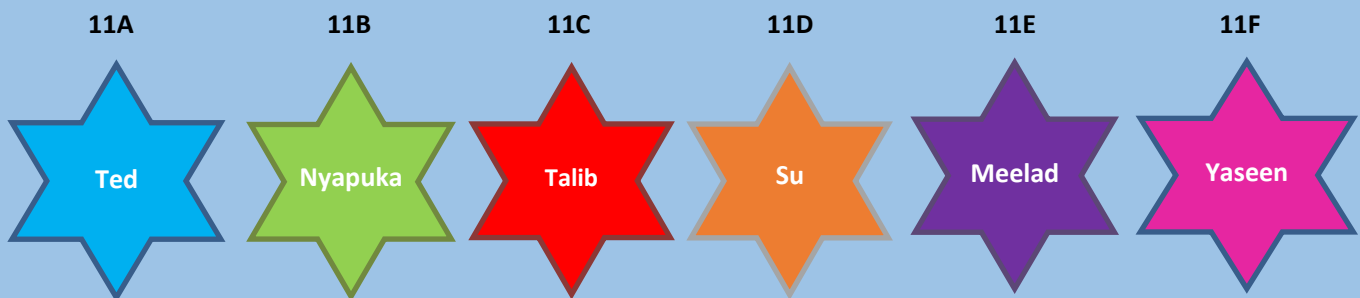 11A 11B 11C 11D 11E 11F
Ted Nyapuka Talib Su Meelad Yaseen